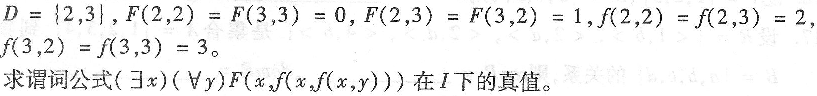 D = {2,3}, F(2,2) = F(3,3) = 0, F(2,3) = F(3,2) = 1, f(2,2) = f(2,3) = 2,
f(3,2) = f(3,3) = 3。
求谓词公式(∃x)(∀y)F(x,f(x,f(x,y)))在I下的真值。